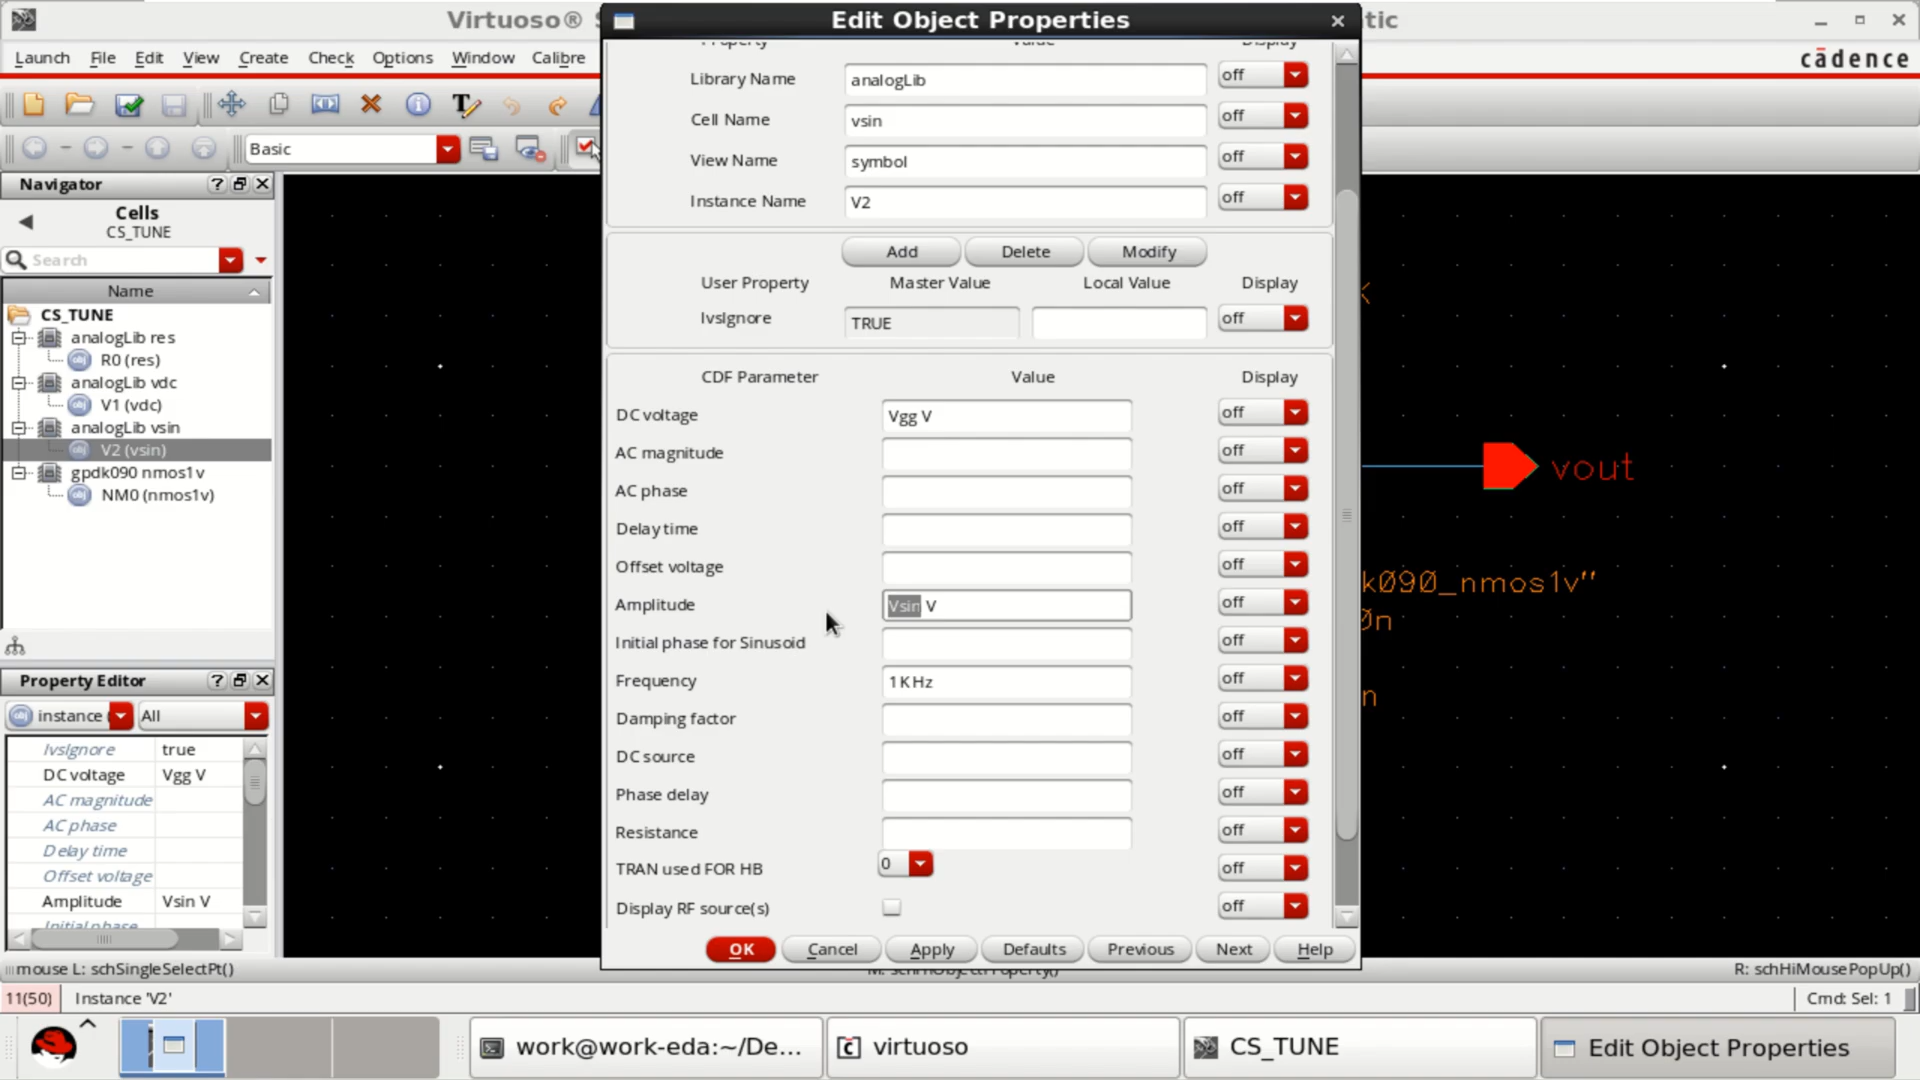 Virtuoso® S
Edit Object Properties
tic
Launch File Edit View Create Check Options Window Calibre
cādence
Basic
Navigator
Cells
CS_TUNE
Search
Name
CS_TUNE
analogLib res
R0 (res)
analogLib vdc
V1 (vdc)
analogLib vsin
V2 (vsin)
gpdk090 nmos1v
NM0 (nmos1v)
Property Editor
instance All
lvsIgnore true
DC voltage Vgg V
AC magnitude
AC phase
Delay time
Offset voltage
Amplitude Vsin V
Initial phase
Property Value Display
Library Name analogLib off
Cell Name vsin off
View Name symbol off
Instance Name V2 off
Add Delete Modify
User Property Master Value Local Value Display
lvsIgnore TRUE off
CDF Parameter Value Display
DC voltage Vgg V off
AC magnitude off
AC phase off
Delay time off
Offset voltage off
Amplitude Vsin V off
Initial phase for Sinusoid off
Frequency 1K Hz off
Damping factor off
DC source off
Phase delay off
Resistance off
TRAN used FOR HB 0 off
Display RF source(s) off
OK Cancel Apply Defaults Previous Next Help
vout
k090_nmos1v"
0n
n
mouse L: schSingleSelectPt()
R: schHiMousePopUp()
11(50) Instance 'V2'
Cmd: Sel: 1
work@work-eda:~/De... virtuoso CS_TUNE Edit Object Properties